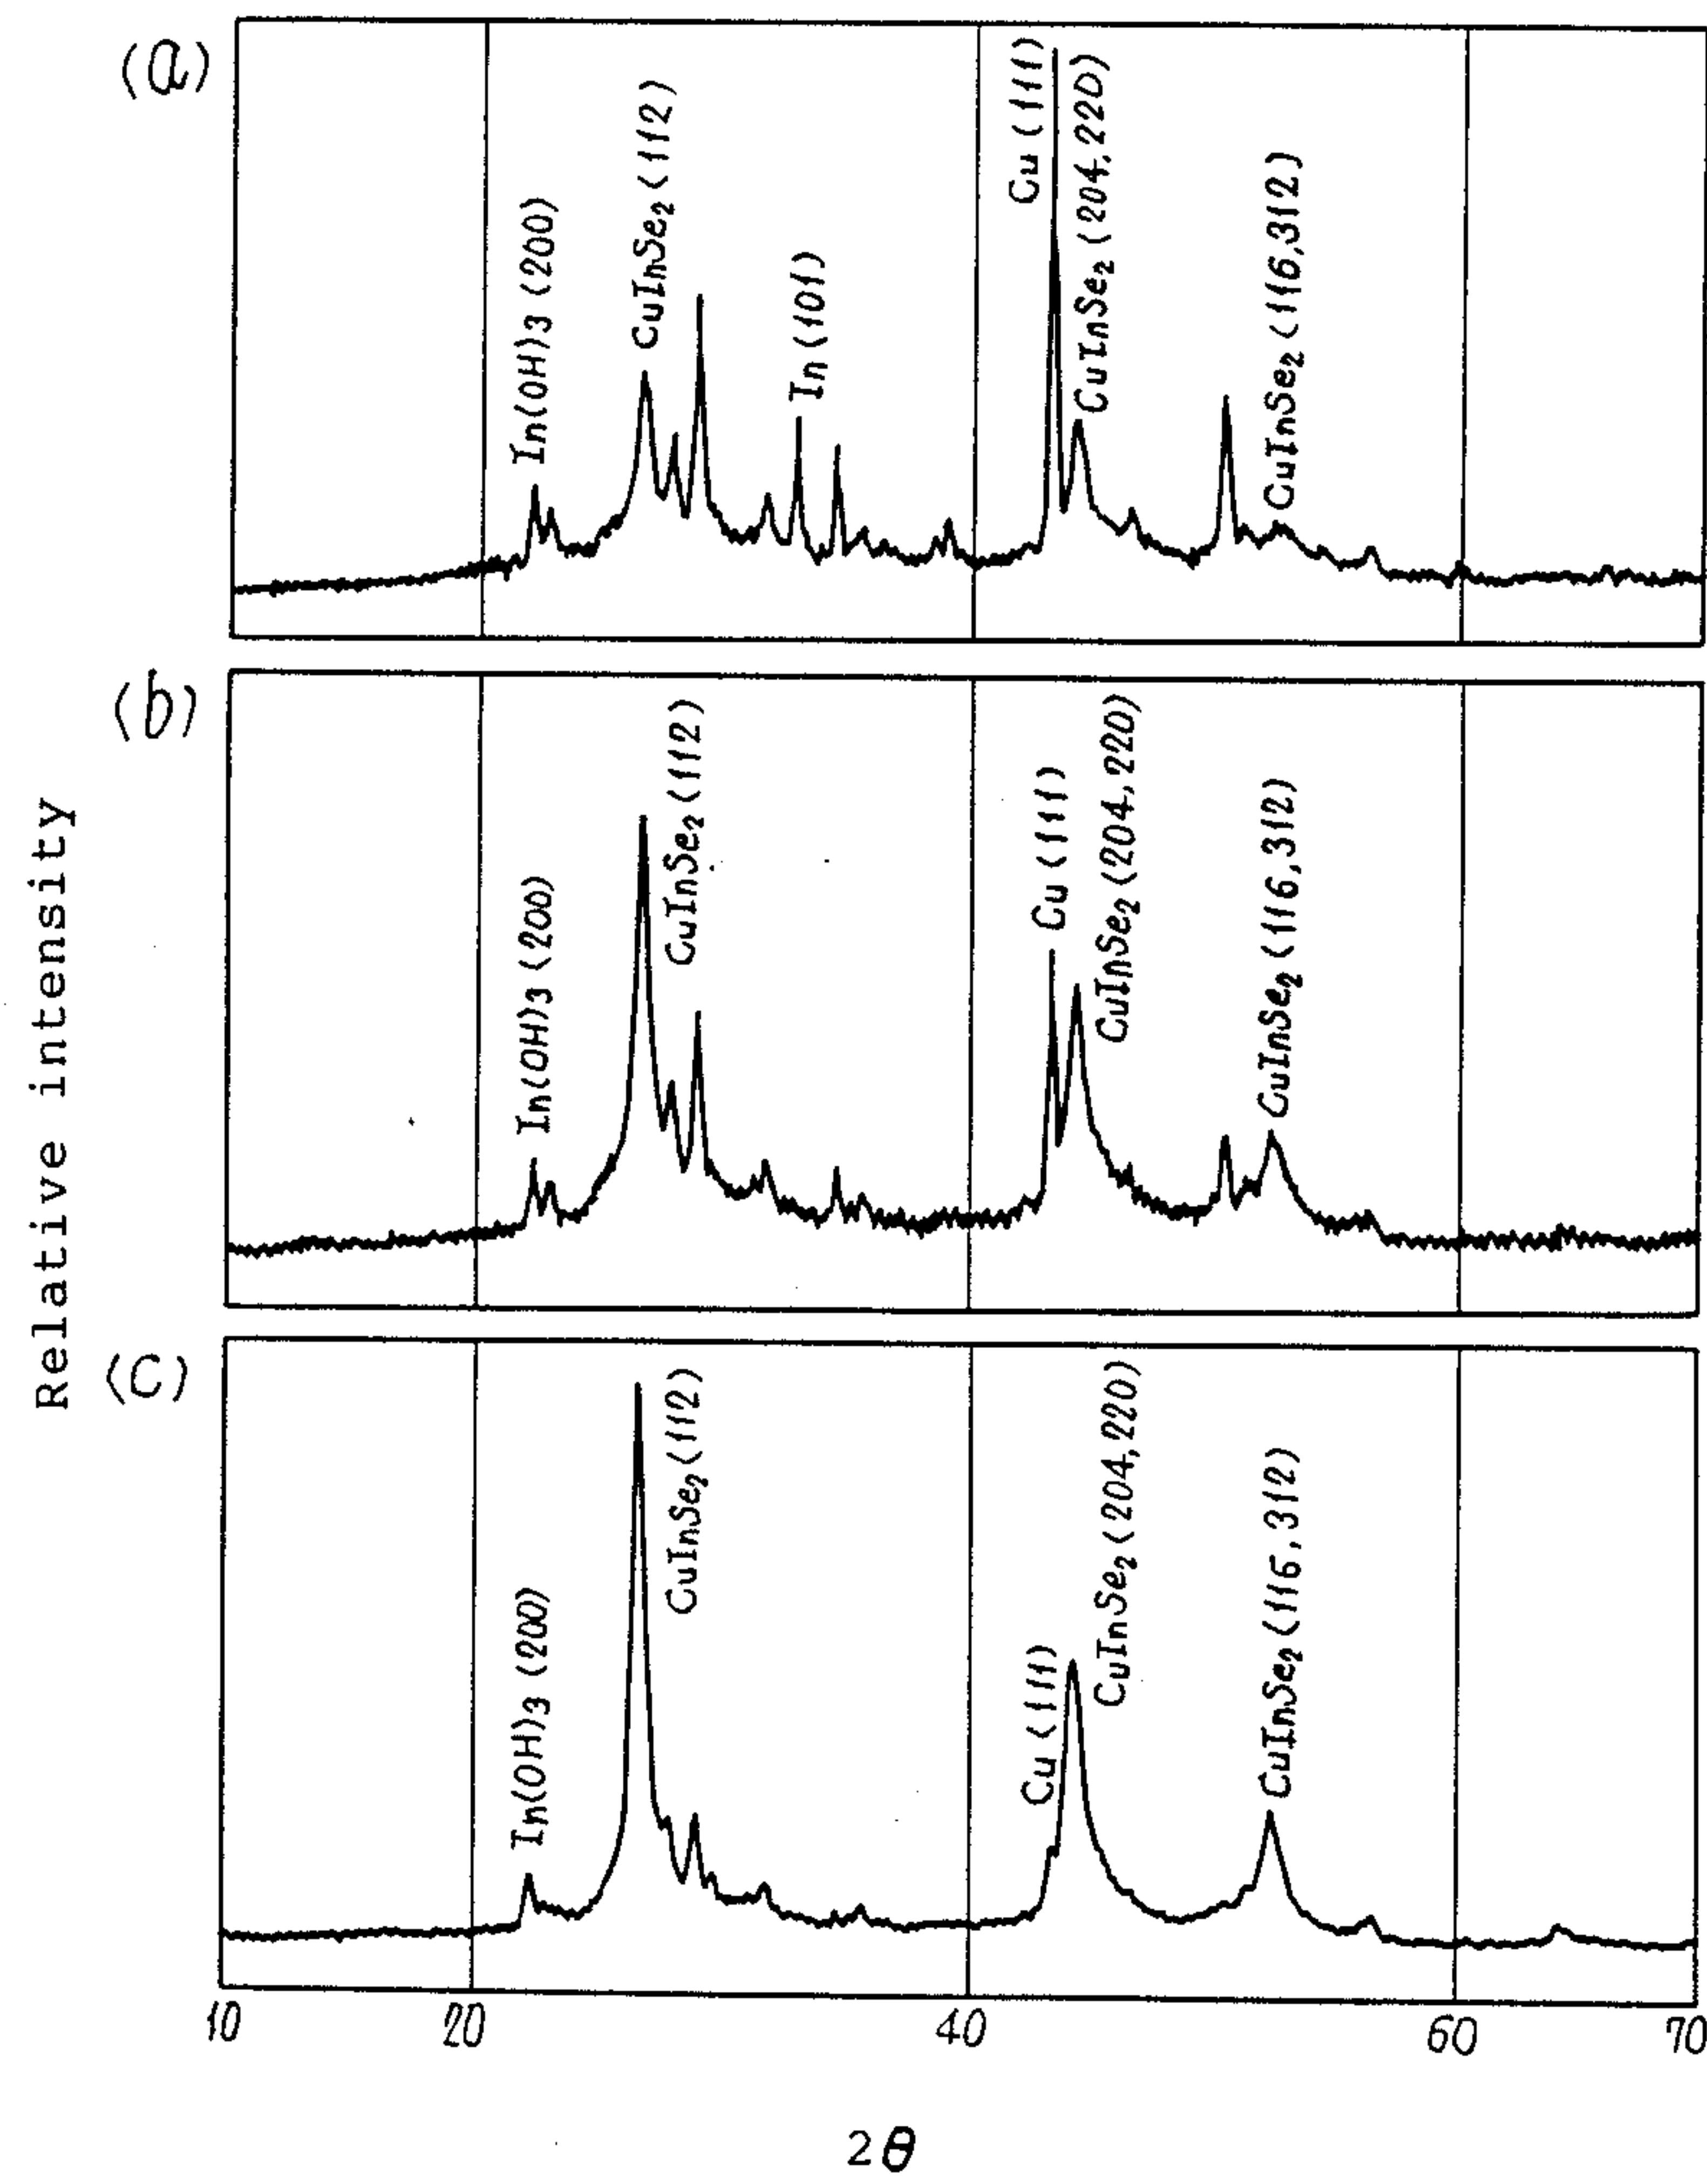 (a)
In(OH)3 (200)
CuInSe2 (112)
In (101)
Cu (111)
CuInSe2 (204,220)
CuInSe2 (116,312)
(b)
In(OH)3 (200)
CuInSe2 (112)
Cu (111)
CuInSe2 (204,220)
CuInSe2 (116,312)
(c)
In(OH)3 (200)
CuInSe2 (112)
Cu (111)
CuInSe2 (204,220)
CuInSe2 (116,312)
Relative intensity
10 20 40 60 70
2θ